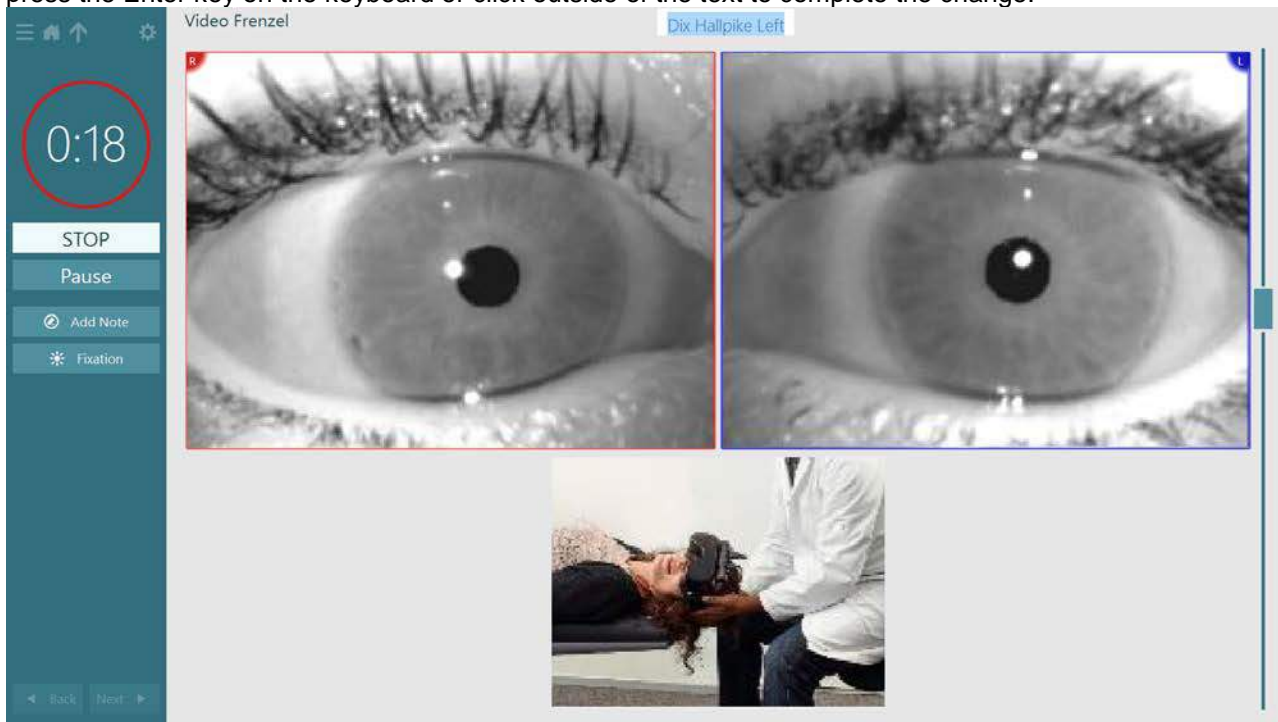 press the Enter key on the keyboard or click outside of the text to complete the change.
Video Frenzel
Dix Hallpike Left
R
L
0:18
STOP
Pause
Add Note
Fixation
Back
Next